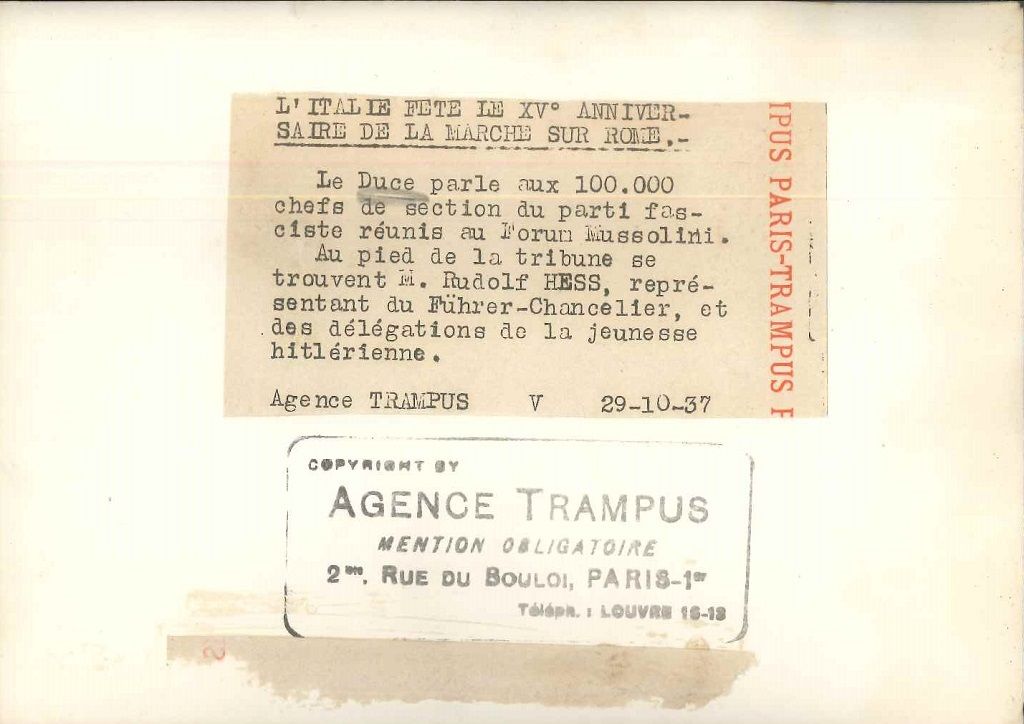 L'ITALIE FETE LE XV° ANNIVER-
SAIRE DE LA MARCHE SUR ROME.-
Le Duce parle aux 100.000
chefs de section du parti fas-
ciste réunis au Forum Mussolini.
Au pied de la tribune se
trouvent M. Rudolf HESS, repré-
sentant du Führer-Chancelier, et
des délégations de la jeunesse
hitlérienne.
Agence TRAMPUS V 29-10-37
IPUS PARIS-TRAMPUS P
COPYRIGHT BY
AGENCE TRAMPUS
MENTION OBLIGATOIRE
2bis, RUE DU BOULOI, PARIS-1er
Téléph. : LOUVRE